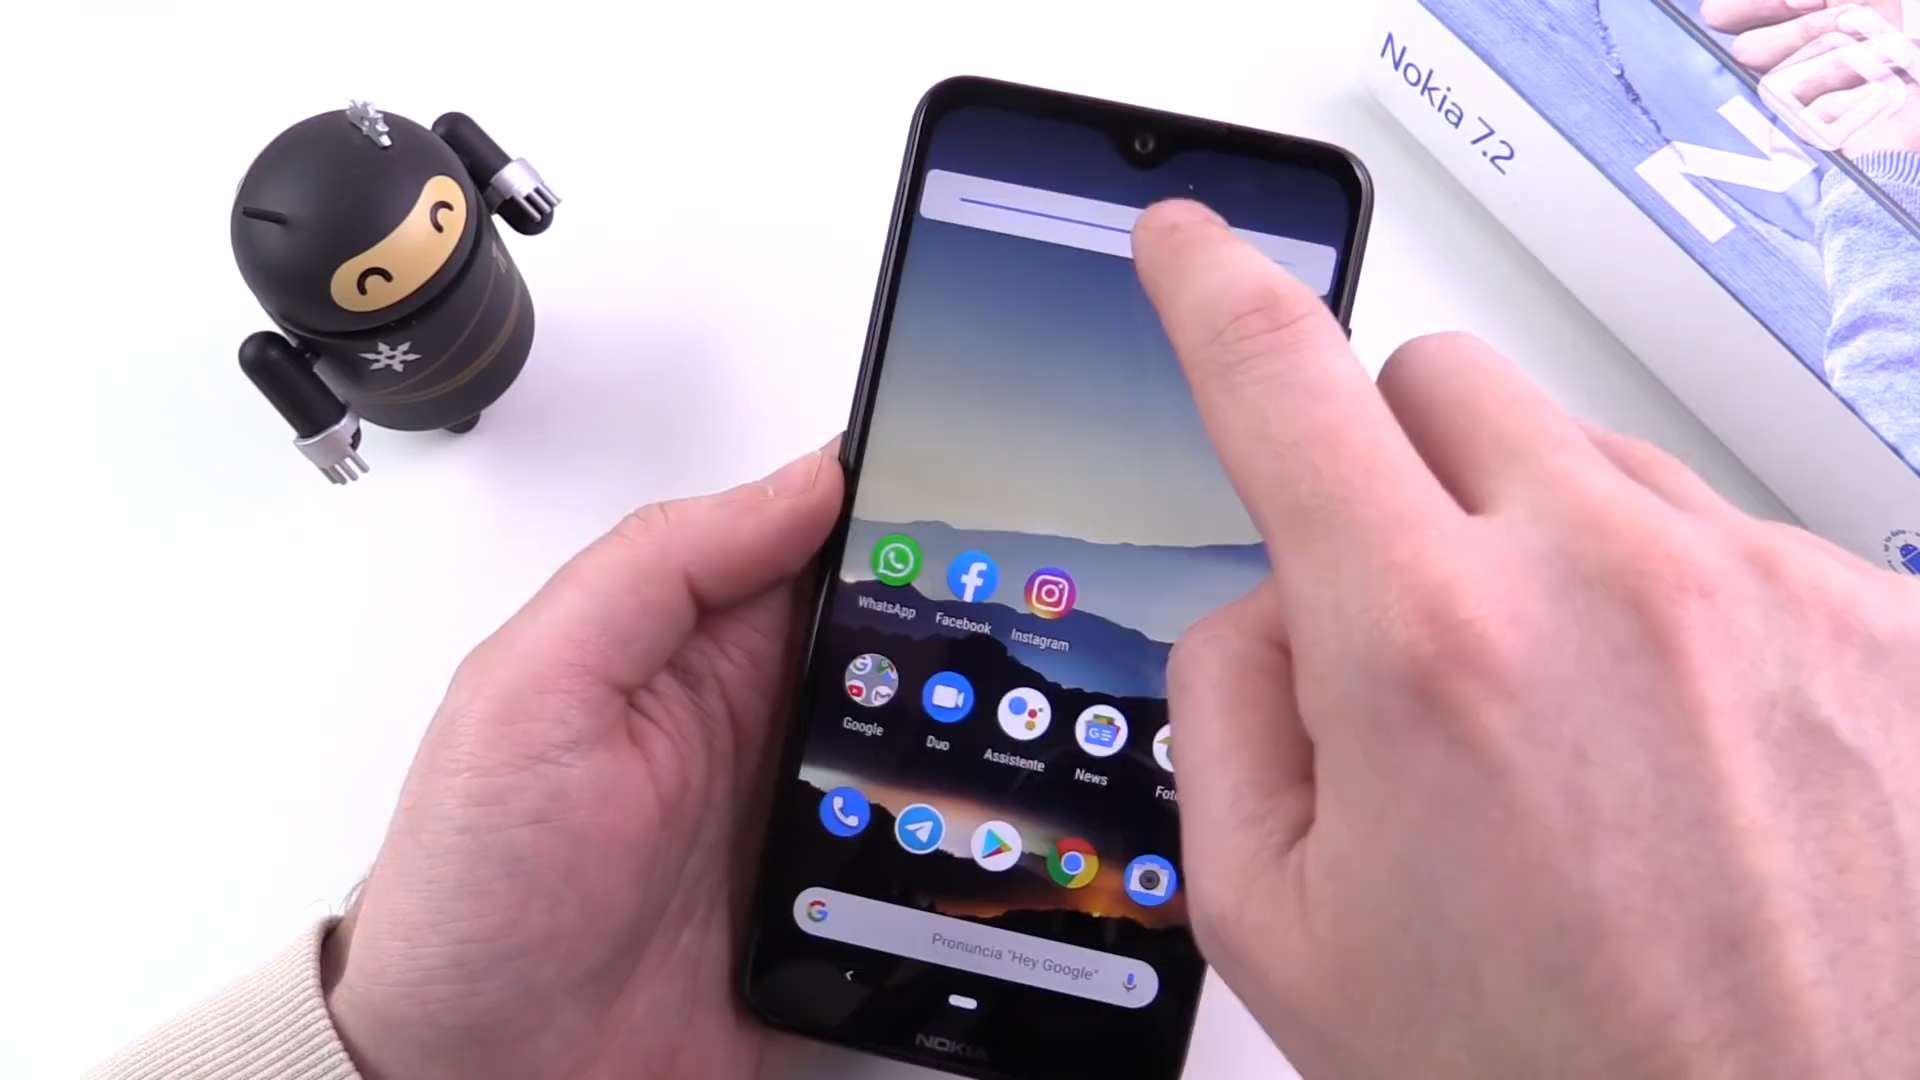 Nokia 7.2
WhatsApp
Facebook
Instagram
Google
Duo
Assistente
News
Pronuncia "Hey Google"
NOKIA